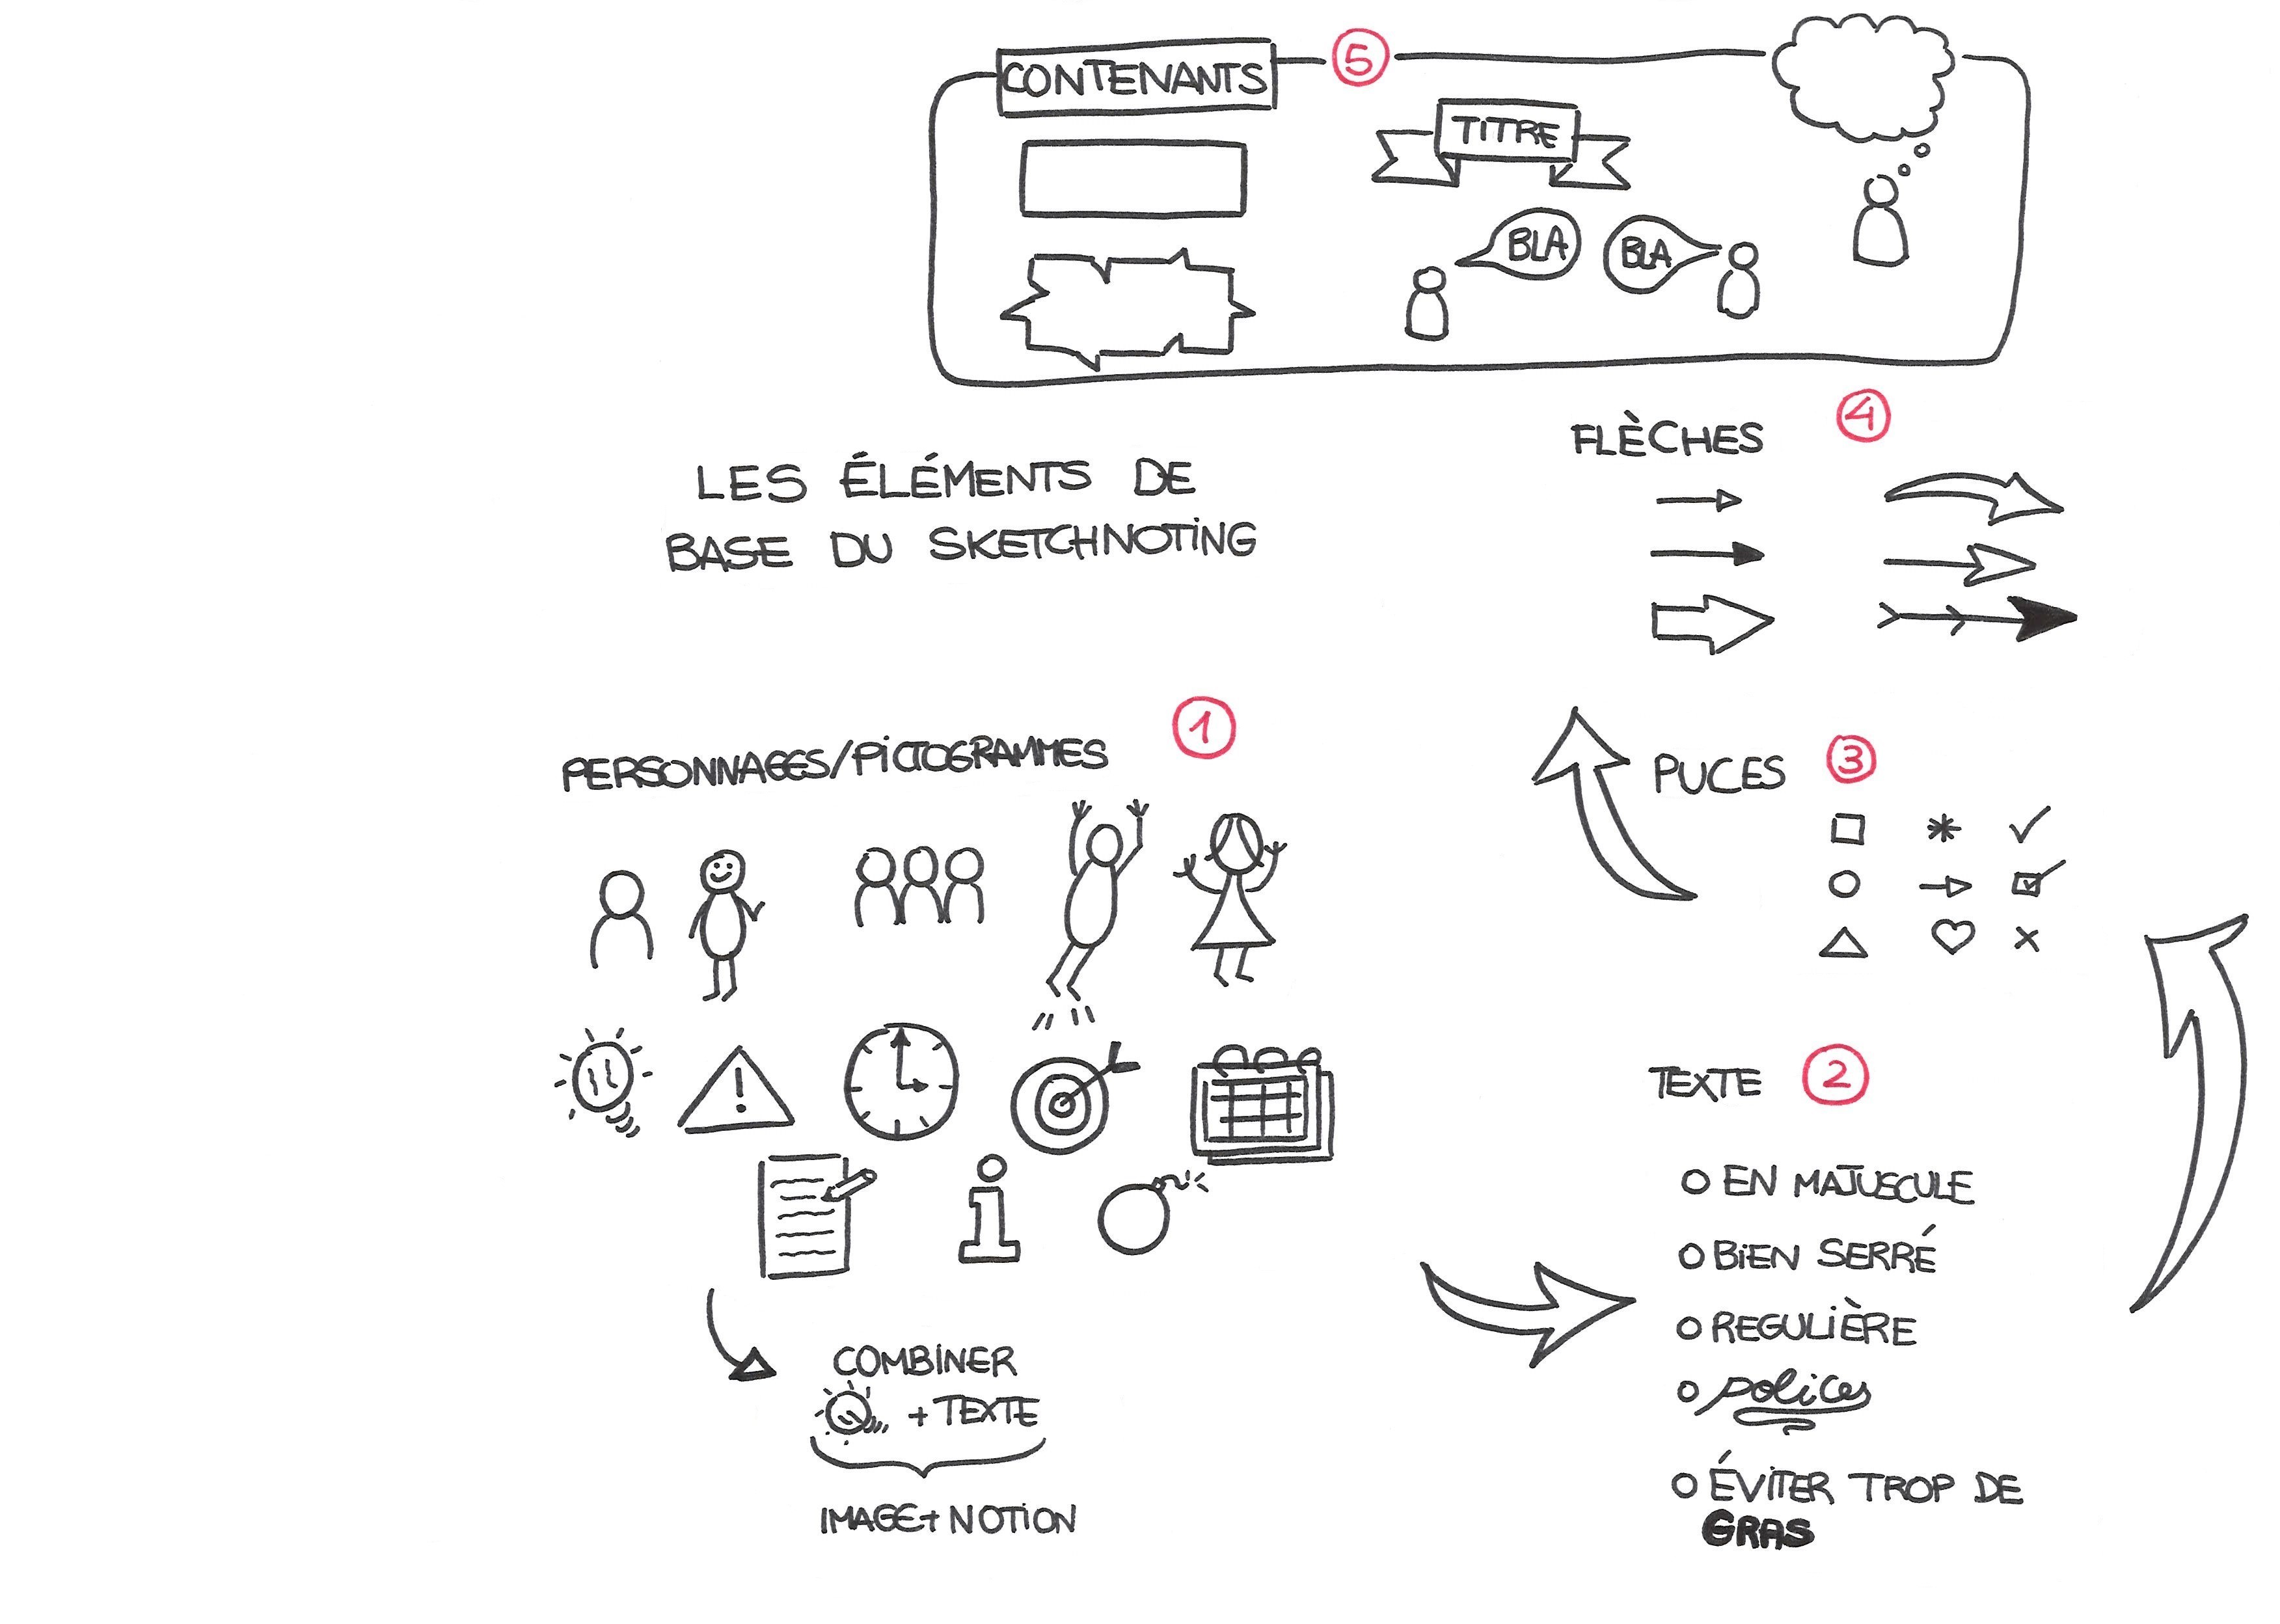 CONTENANTS
5
TITRE
BLA
BLA
LES ÉLÉMENTS DE
BASE DU SKETCHNOTING
FLÈCHES
4
PERSONNAGES/PICTOGRAMMES
1
!
i
COMBINER
+ TEXTE
IMAGE+ NOTION
PUCES
3
TEXTE
2
O EN MAJUSCULE
O BIEN SERRÉ
O REGULIÈRE
O polices
O ÉVITER TROP DE
GRAS